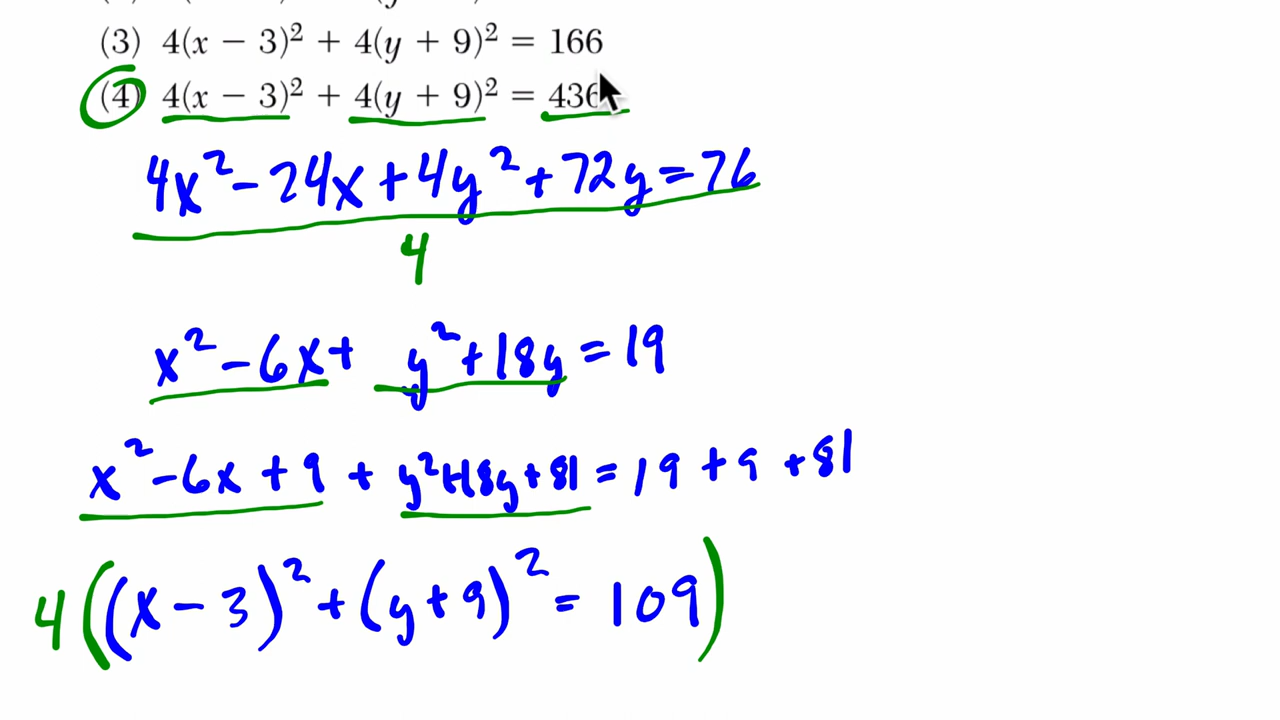 (3) 4(x − 3)² + 4(y + 9)² = 166
(4) 4(x − 3)² + 4(y + 9)² = 436
4x² − 24x + 4y² + 72y = 76
4
x² − 6x + y² + 18y = 19
x² − 6x + 9 + y² + 18y + 81 = 19 + 9 + 81
4((x − 3)² + (y + 9)² = 109)